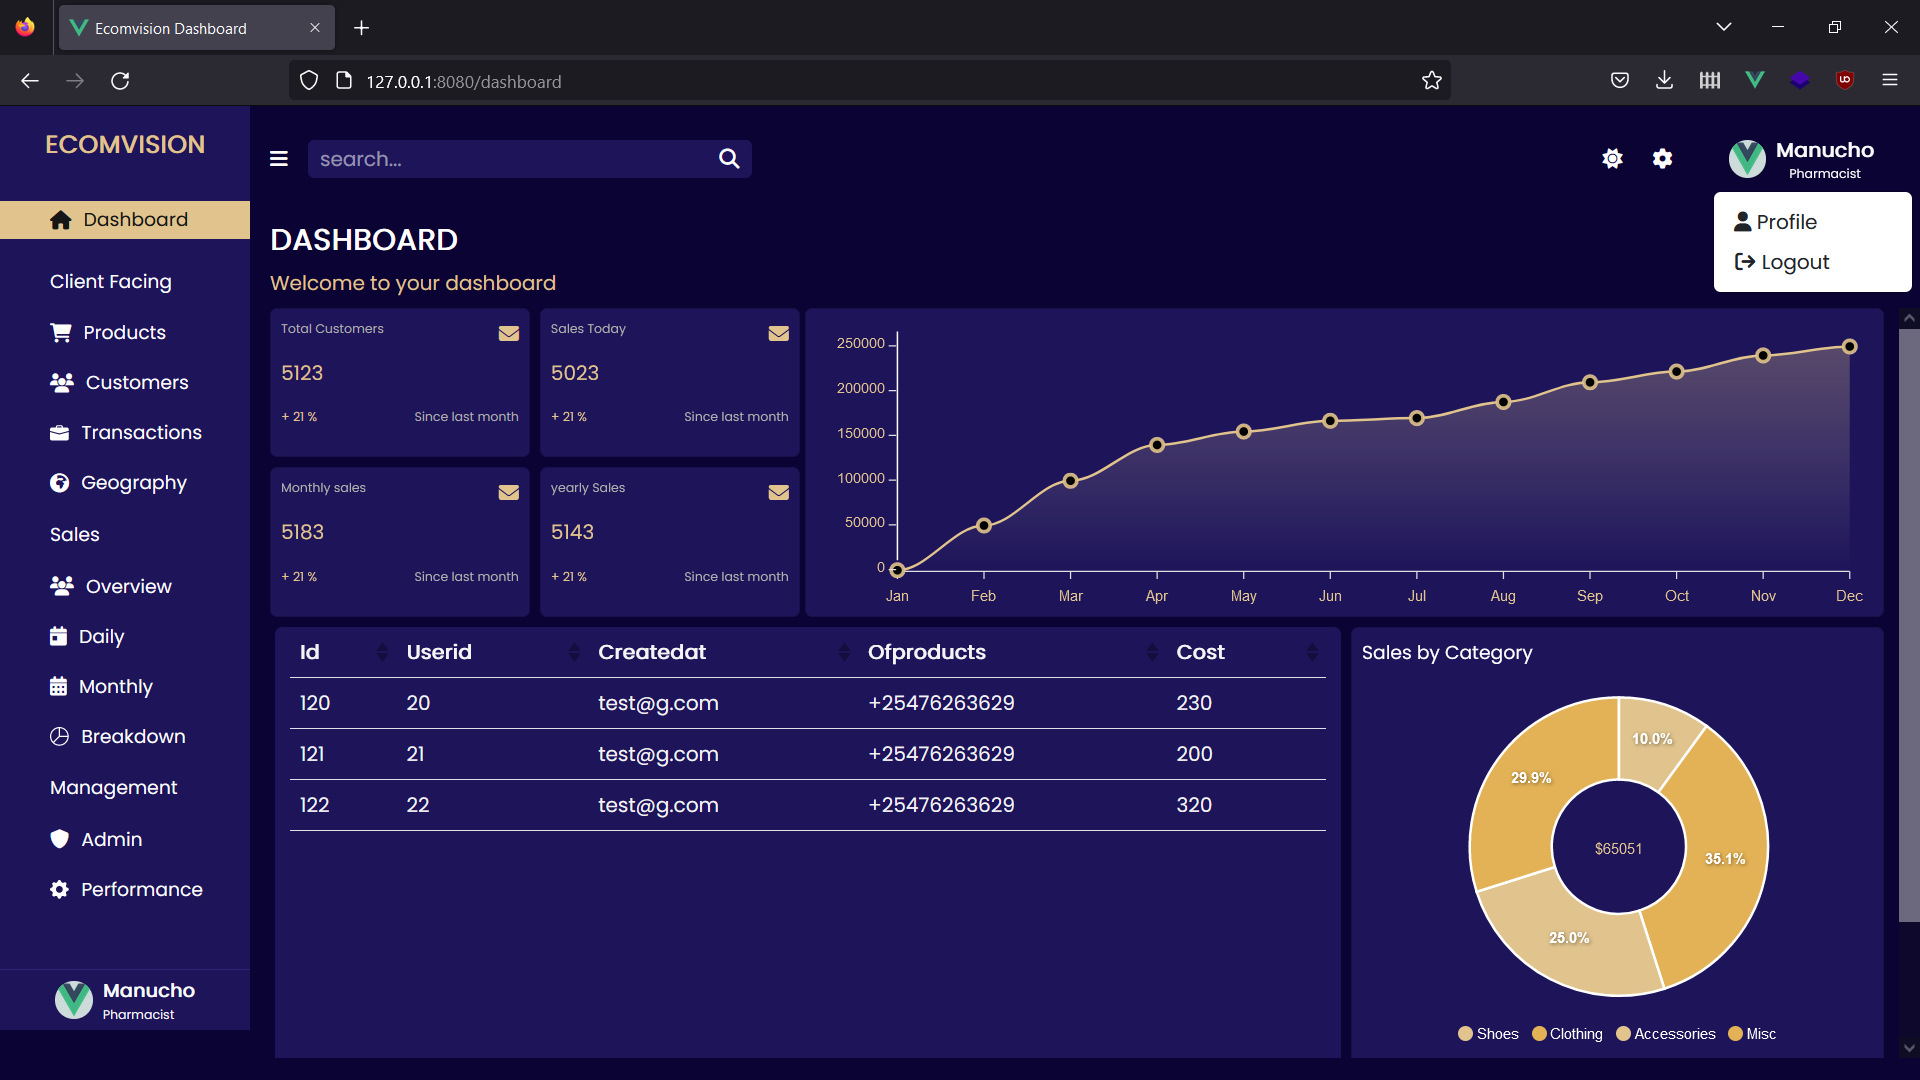 Ecomvision Dashboard
127.0.0.1:8080/dashboard
ECOMVISION
search...
Manucho
Pharmacist
Profile
Logout
Dashboard
Client Facing
Products
Customers
Transactions
Geography
Sales
Overview
Daily
Monthly
Breakdown
Management
Admin
Performance
Manucho
Pharmacist
DASHBOARD
Welcome to your dashboard
Total Customers
5123
+ 21 % Since last month
Sales Today
5023
+ 21 % Since last month
Monthly sales
5183
+ 21 % Since last month
yearly Sales
5143
+ 21 % Since last month
250000
200000
150000
100000
50000
0
Jan Feb Mar Apr May Jun Jul Aug Sep Oct Nov Dec
Id Userid Createdat Ofproducts Cost
120 20 test@g.com +25476263629 230
121 21 test@g.com +25476263629 200
122 22 test@g.com +25476263629 320
Sales by Category
10.0%
29.9%
35.1%
25.0%
$65051
Shoes Clothing Accessories Misc